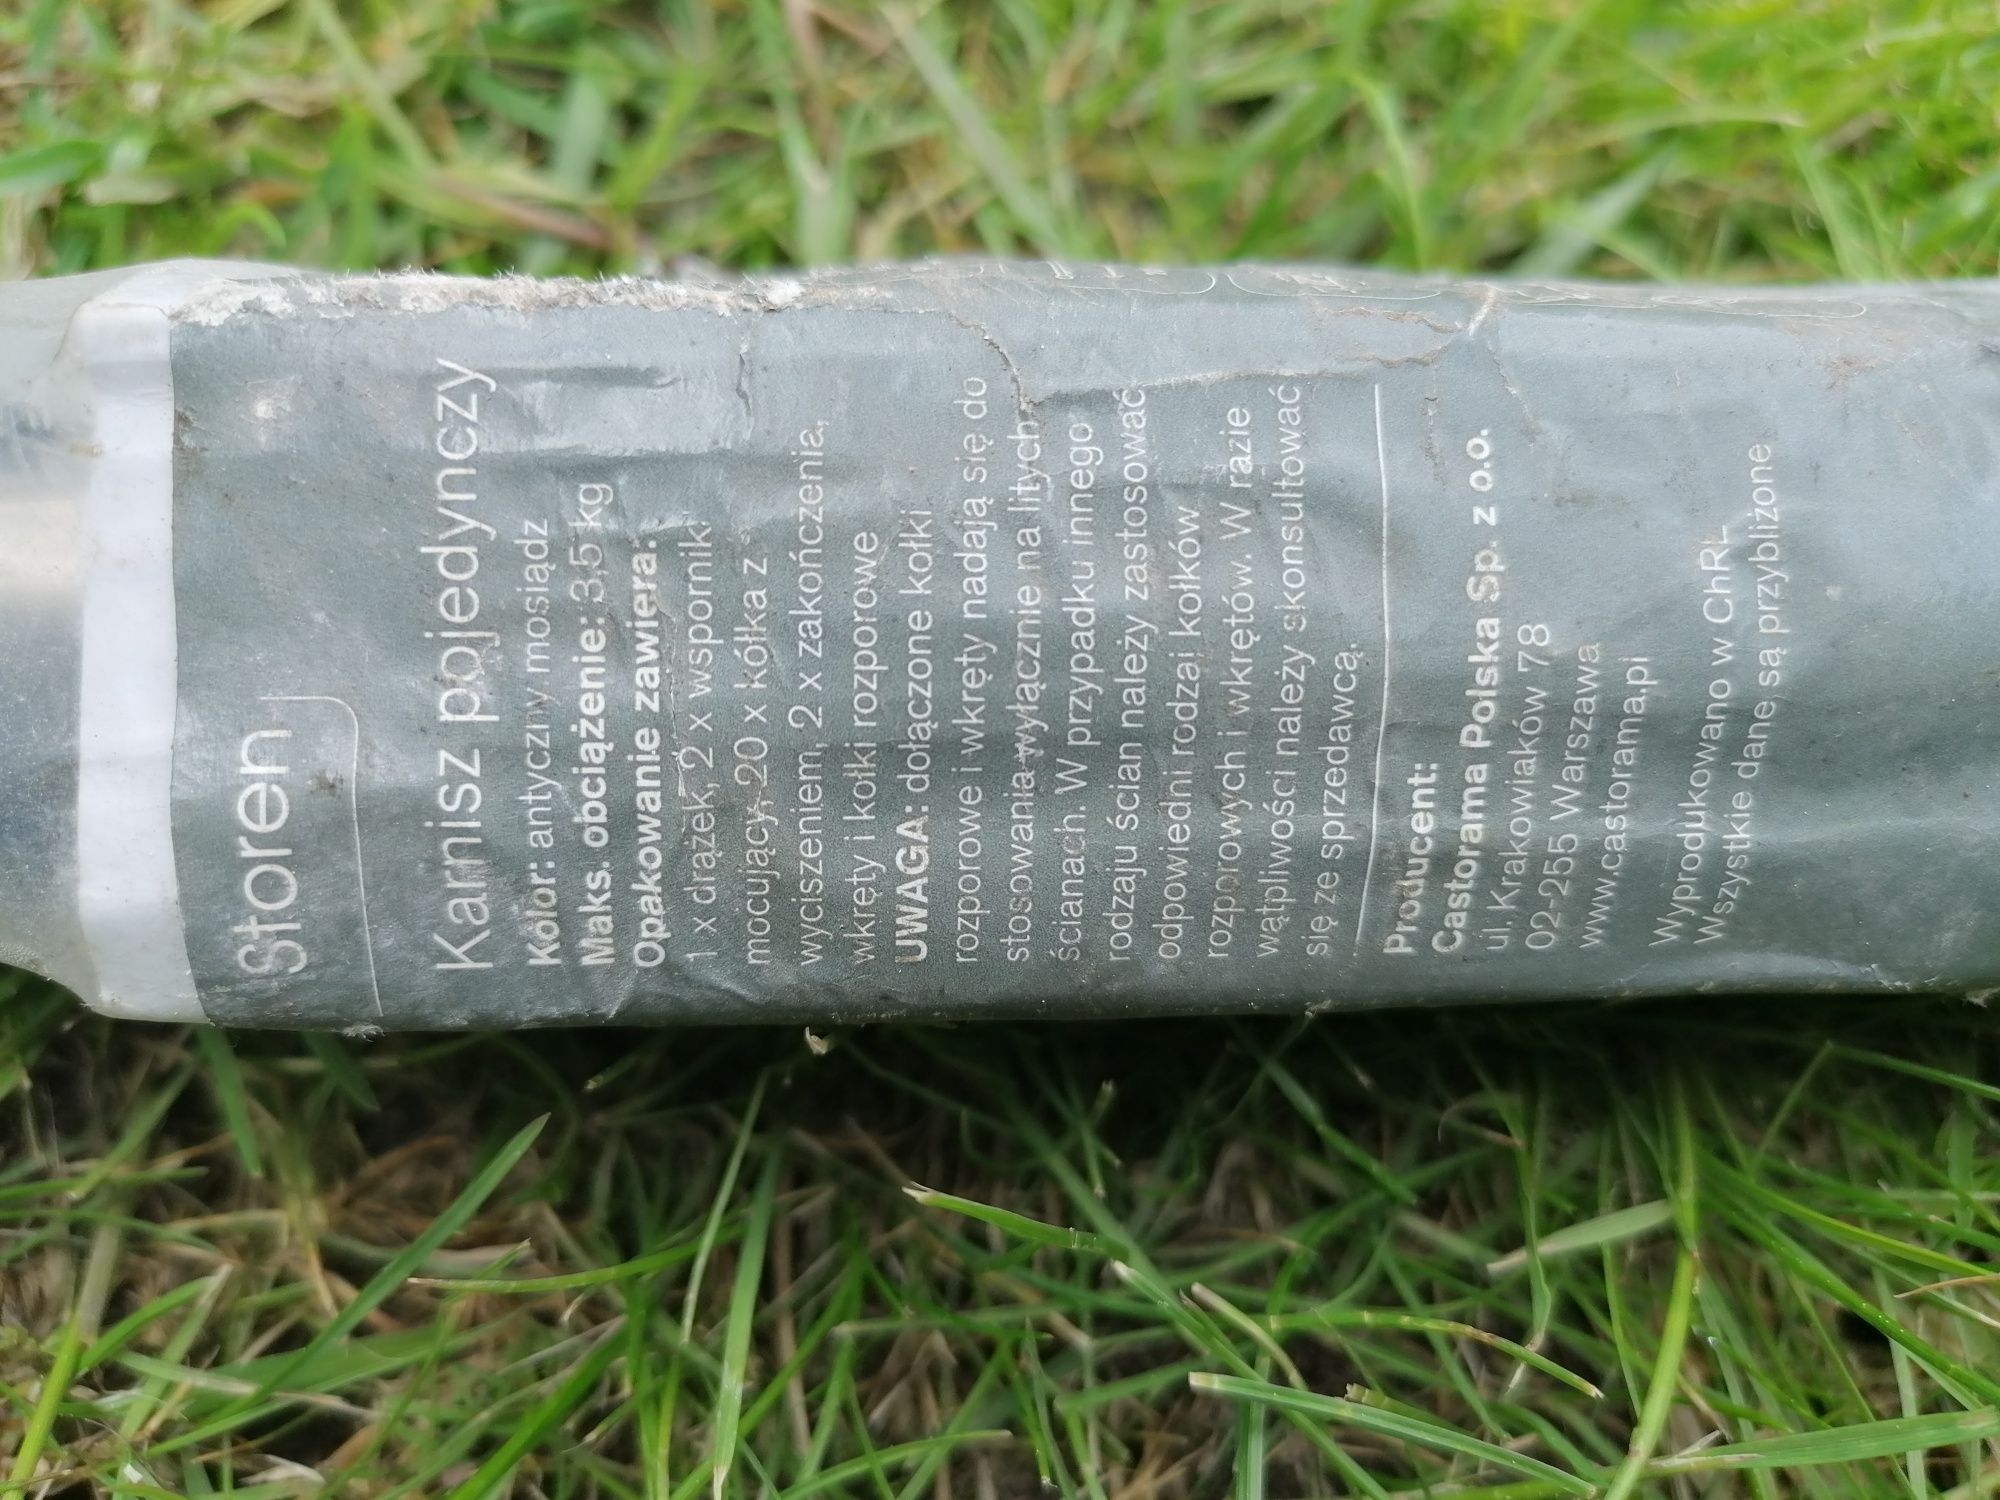 Storen
Karnisz pojedynczy
Kolor: antyczny mosiądz
Maks. obciążenie: 3,5 kg
Opakowanie zawiera:
1 x drążek, 2 x wspornik
mocujący, 20 x kółka z
wyciszeniem, 2 x zakończenia,
wkręty i kołki rozporowe
UWAGA: dołączone kołki
rozporowe i wkręty nadają się do
stosowania wyłącznie na litych
ścianach. W przypadku innego
rodzaju ścian należy zastosować
odpowiedni rodzaj kołków
rozporowych i wkrętów. W razie
wątpliwości należy skonsultować
się ze sprzedawcą.
Producent:
Castorama Polska Sp. z o.o.
ul. Krakowiaków 78
02-255 Warszawa
www.castorama.pl
Wyprodukowano w ChRL
Wszystkie dane są przybliżone